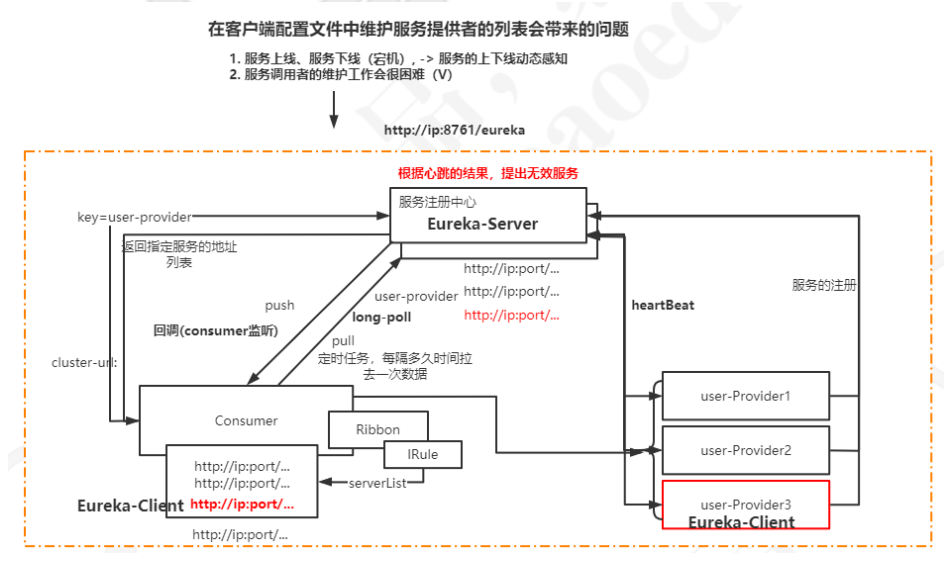 在客户端配置文件中维护服务提供者的列表会带来的问题
1. 服务上线、服务下线（宕机）, -> 服务的上下线动态感知
2. 服务调用者的维护工作会很困难（V）
http://ip:8761/eureka
根据心跳的结果，提出无效服务
服务注册中心
Eureka-Server
key=user-provider
返回指定服务的地址
列表
http://ip:port/...
user-provider
http://ip:port/...
http://ip:port/...
服务的注册
heartBeat
push
long-poll
回调(consumer监听)
pull
定时任务，每隔多久时间拉
去一次数据
cluster-url:
Consumer
Ribbon
IRule
serverList
http://ip:port/...
http://ip:port/...
http://ip:port/...
Eureka-Client
http://ip:port/...
user-Provider1
user-Provider2
user-Provider3
Eureka-Client